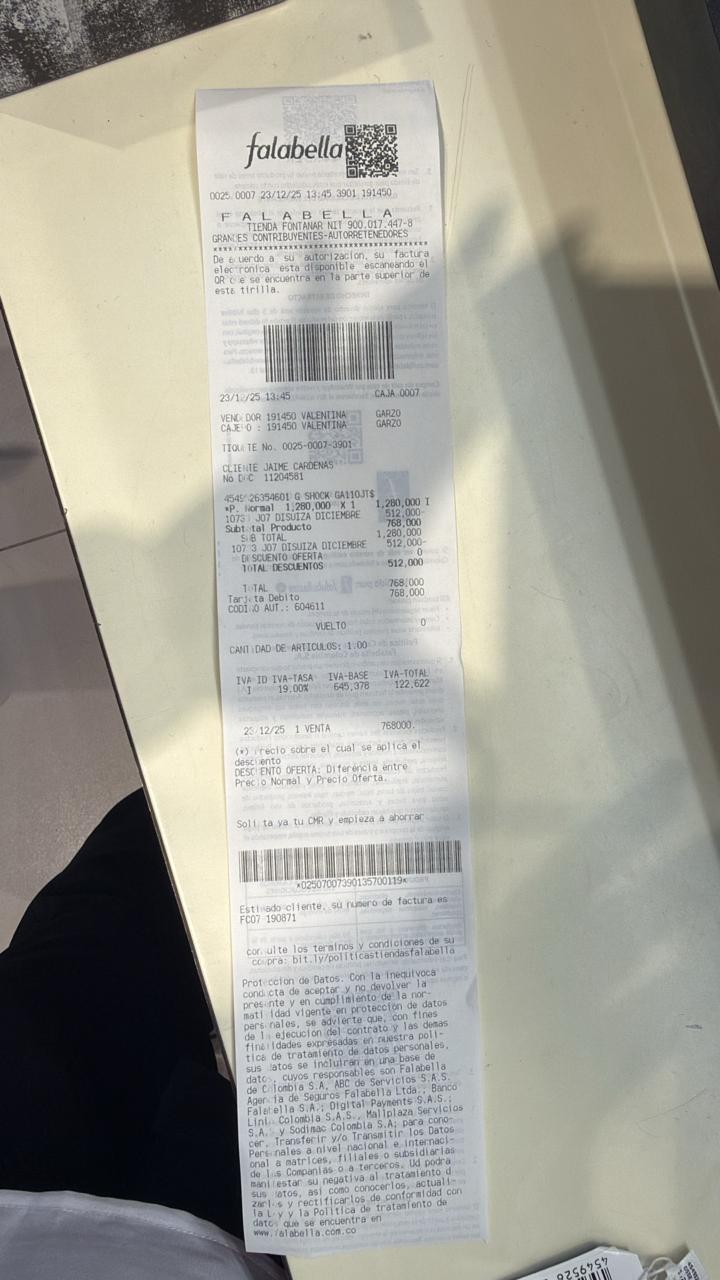 falabella
0025 0007 23/12/25 13:45 3901 191450
F A L A B E L L A
TIENDA FONTANAR NIT 900.017.447-8
GRANDES CONTRIBUYENTES-AUTORRETENEDORES
De acuerdo a su autorizacion, su factura
electronica esta disponible escaneando el
QR que se encuentra en la parte superior de
esta tirilla.
23/12/25 13:45 CAJA 0007
VENDEDOR 191450 VALENTINA GARZO
CAJERO : 191450 VALENTINA GARZO
TIQUETE No. 0025-0007-3901
CLIENTE JAIME CARDENAS
No DOC 11204581
26354601 G SHOCK GA110JT$
*P. Normal 1,280,000 X 1 1,280,000 I
J07 DISUIZA DICIEMBRE 512,000-
Subtotal Producto 768,000
SUB TOTAL 1,280,000
J07 DISUIZA DICIEMBRE 512,000-
DESCUENTO OFERTA 0
TOTAL DESCUENTOS 512,000
TOTAL 768,000
Tarjeta Debito 768,000
CODIGO AUT.: 604611
VUELTO 0
CANTIDAD DE ARTICULOS: 1.00
IVA ID IVA-TASA IVA-BASE IVA-TOTAL
I 19.00% 645,378 122,622
23/12/25 1 VENTA 768000.
(*) Precio sobre el cual se aplica el
descuento
DESCUENTO OFERTA: Diferencia entre
Precio Normal y Precio Oferta.
Solicita ya tu CMR y empieza a ahorrar
*02507007390135700119*
Estimado cliente, su numero de factura es
FC07 190871
consulte los terminos y condiciones de su
compra: bit.ly/politicastiendasfalabella
Proteccion de Datos. Con la inequivoca
conducta de aceptar y no devolver la
presente y en cumplimiento de la nor-
matividad vigente en proteccion de datos
personales, se advierte que, con fines
de la ejecucion del contrato y las demas
finalidades expresadas en nuestra poli-
tica de tratamiento de datos personales,
sus datos se incluiran en una base de
datos, cuyos responsables son Falabella
de Colombia S.A, ABC de Servicios S.A.S,
Agencia de Seguros Falabella Ltda., Banco
Falabella S.A.; Digital Payments S.A.S.;
Linio Colombia S.A.S., Mallplaza Servicios
S.A.S y Sodimac Colombia S.A; para cono-
cer, Transferir y/o Transmitir los Datos
Personales a nivel nacional e internaci-
onal a matrices, filiales o subsidiarias
de las Companias o a terceros. Ud podra
manifestar su negativa al tratamiento d
sus datos, asi como conocerlos, actuali-
zarlos y rectificarlos de conformidad con
la Ley y la Politica de tratamiento de
datos que se encuentra en
www.falabella.com.co